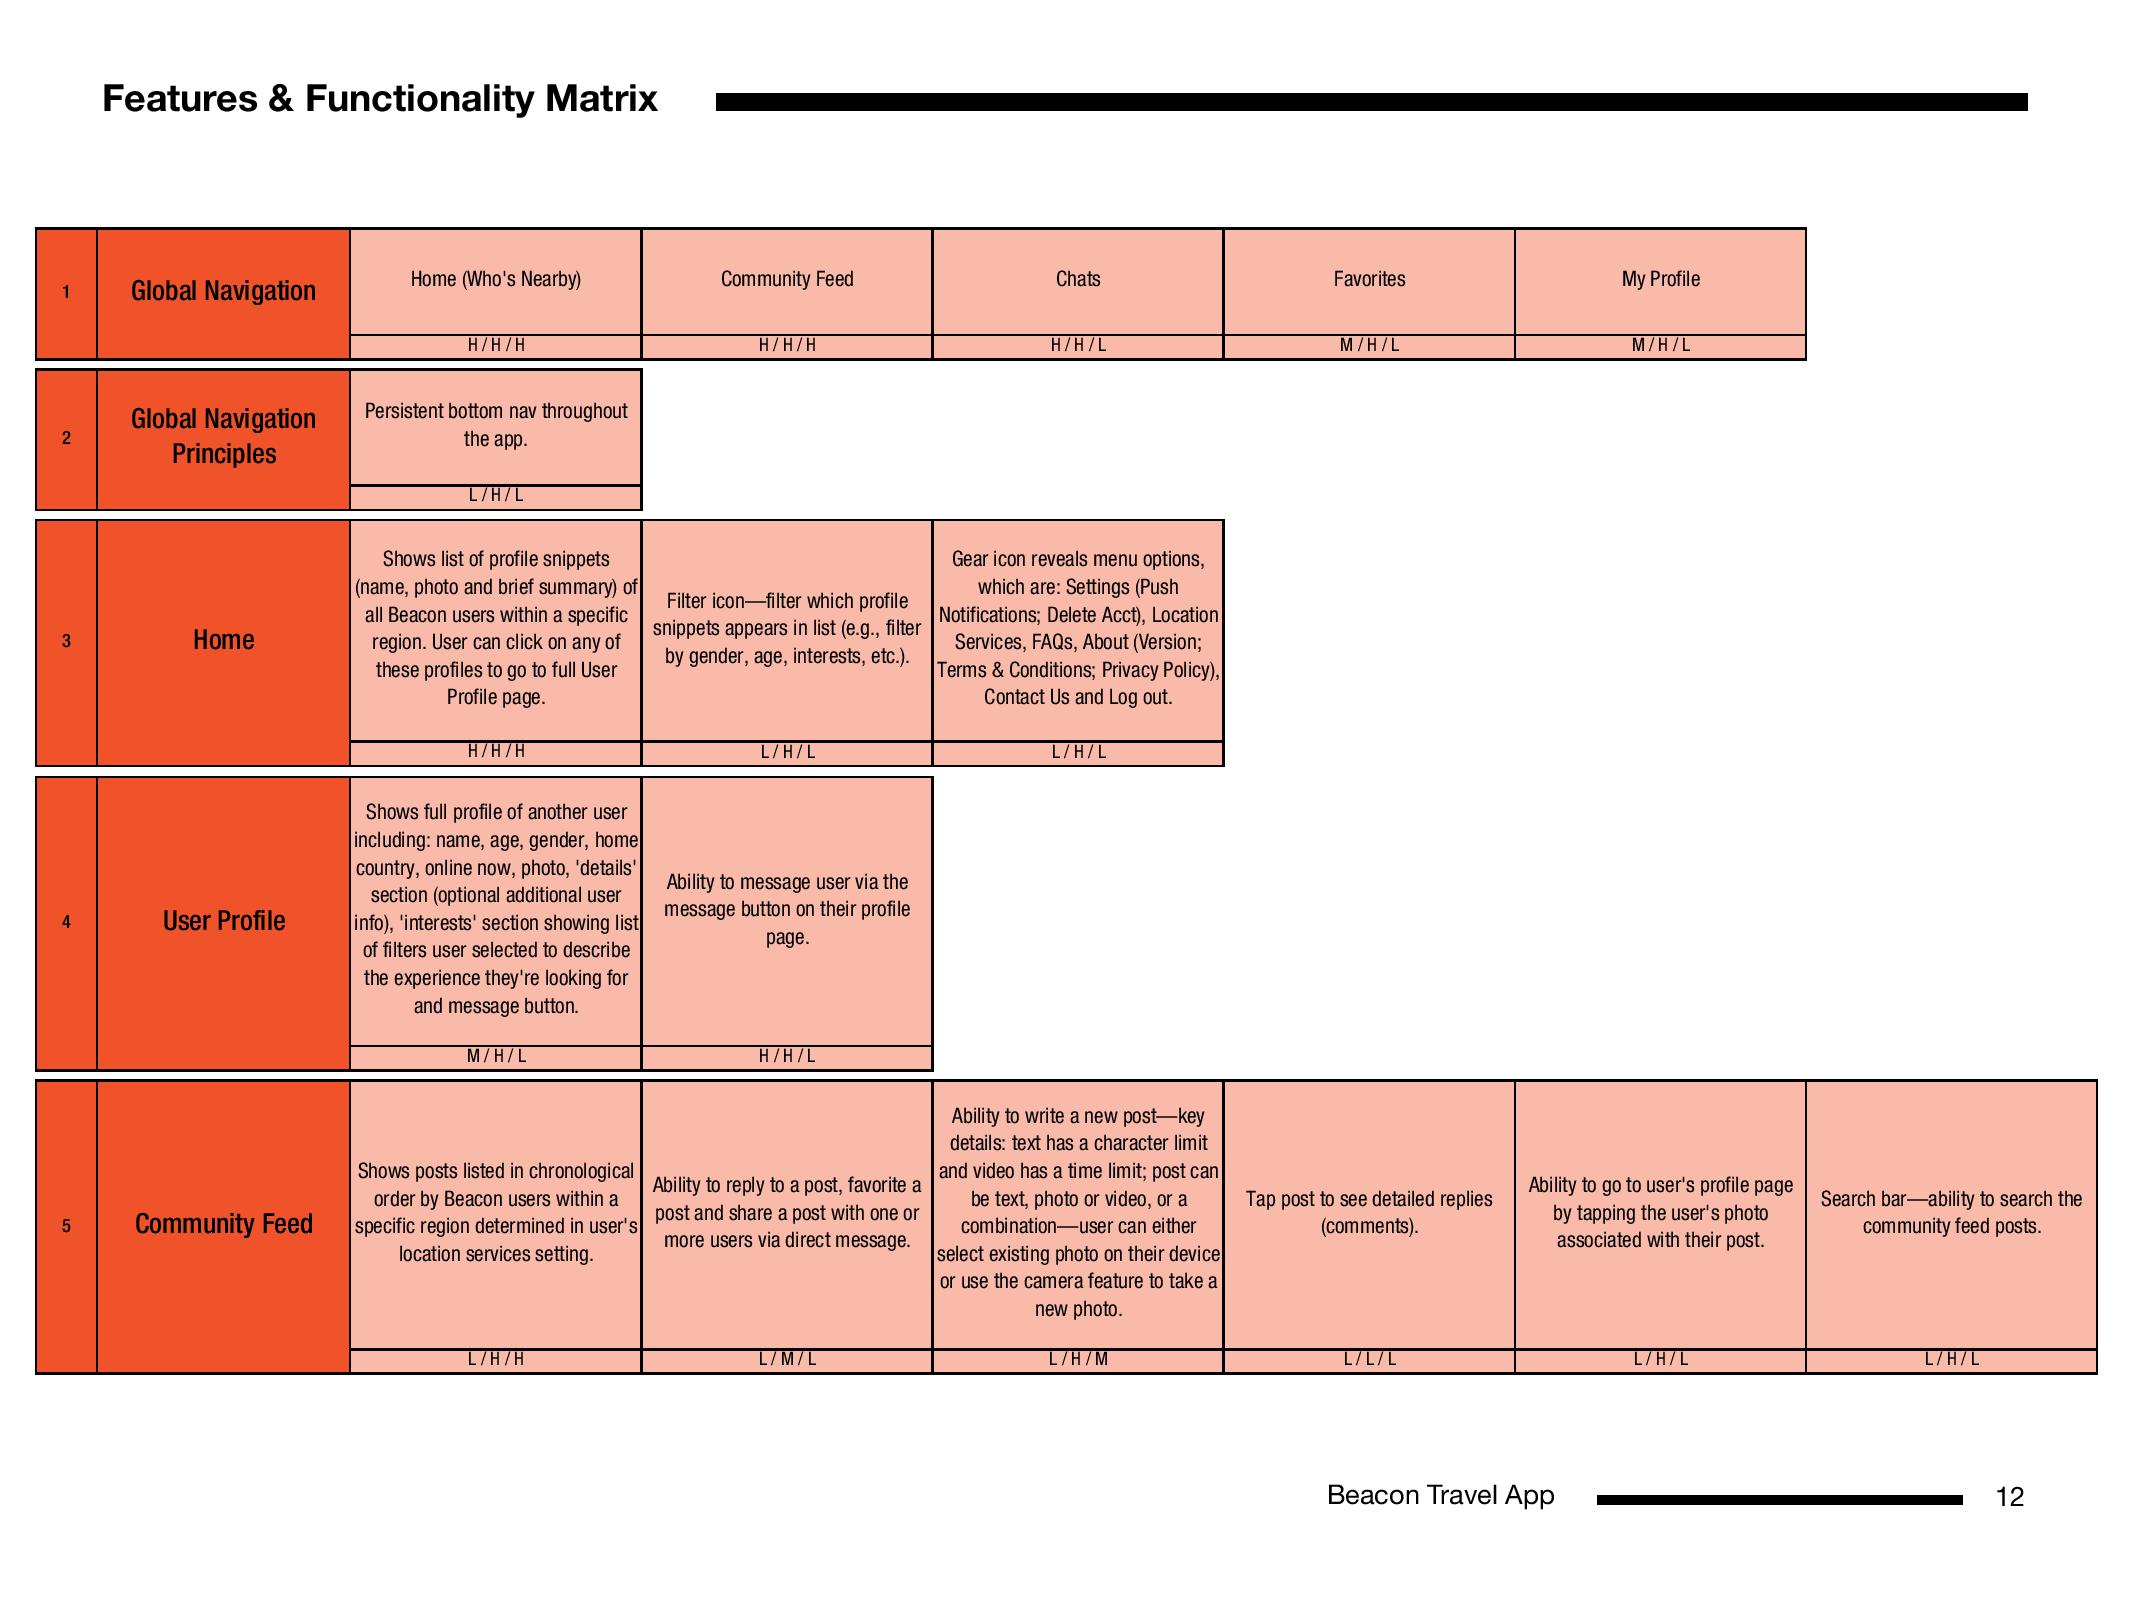 Features & Functionality Matrix
1
Global Navigation
Home (Who's Nearby)
H / H / H
Community Feed
H / H / H
Chats
H / H / L
Favorites
M / H / L
My Profile
M / H / L
2
Global Navigation
Principles
Persistent bottom nav throughout
the app.
L / H / L
3
Home
Shows list of profile snippets
(name, photo and brief summary) of
all Beacon users within a specific
region. User can click on any of
these profiles to go to full User
Profile page.
H / H / H
Filter icon—filter which profile
snippets appears in list (e.g., filter
by gender, age, interests, etc.).
L / H / L
Gear icon reveals menu options,
which are: Settings (Push
Notifications; Delete Acct), Location
Services, FAQs, About (Version;
Terms & Conditions; Privacy Policy),
Contact Us and Log out.
L / H / L
4
User Profile
Shows full profile of another user
including: name, age, gender, home
country, online now, photo, 'details'
section (optional additional user
info), 'interests' section showing list
of filters user selected to describe
the experience they're looking for
and message button.
M / H / L
Ability to message user via the
message button on their profile
page.
H / H / L
5
Community Feed
Shows posts listed in chronological
order by Beacon users within a
specific region determined in user's
location services setting.
L / H / H
Ability to reply to a post, favorite a
post and share a post with one or
more users via direct message.
L / M / L
Ability to write a new post—key
details: text has a character limit
and video has a time limit; post can
be text, photo or video, or a
combination—user can either
select existing photo on their device
or use the camera feature to take a
new photo.
L / H / M
Tap post to see detailed replies
(comments).
L / L / L
Ability to go to user's profile page
by tapping the user's photo
associated with their post.
L / H / L
Search bar—ability to search the
community feed posts.
L / H / L
Beacon Travel App
12